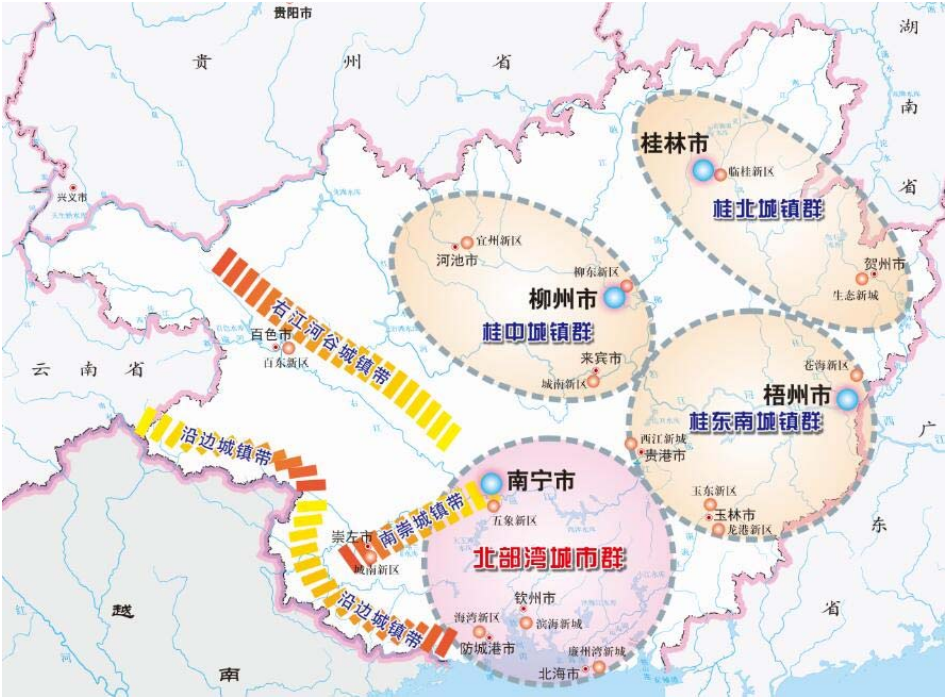 贵阳市
贵 州 省
湖
南
省
兴义市
桂林市
临桂新区
桂北城镇群
贺州市
生态新城
宜州新区
河池市
柳东新区
柳州市
桂中城镇群
来宾市
城南新区
右江河谷城镇带
百色市
百东新区
云 南 省
苍海新区
梧州市
桂东南城镇群
西江新城
贵港市
玉东新区
玉林市
龙港新区
广
东
省
沿边城镇带
南宁市
五象新区
南崇城镇带
崇左市
城南新区
北部湾城市群
沿边城镇带
钦州市
滨海新城
海湾新区
防城港市
廉州湾新城
北海市
越
南